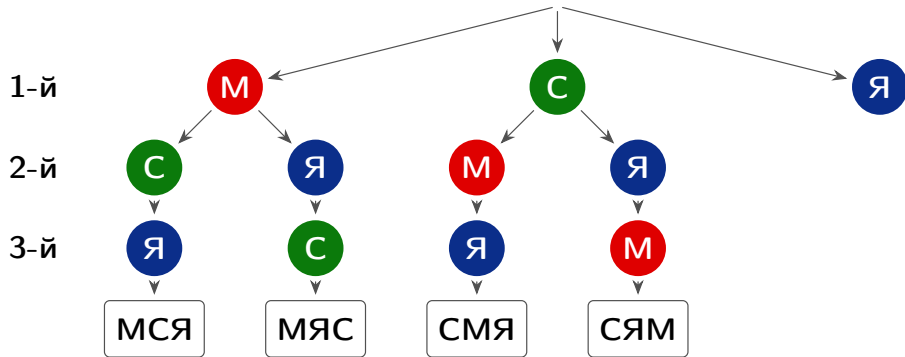 1-й М С Я
2-й С Я М Я
3-й Я С Я М
МСЯ МЯС СМЯ СЯМ